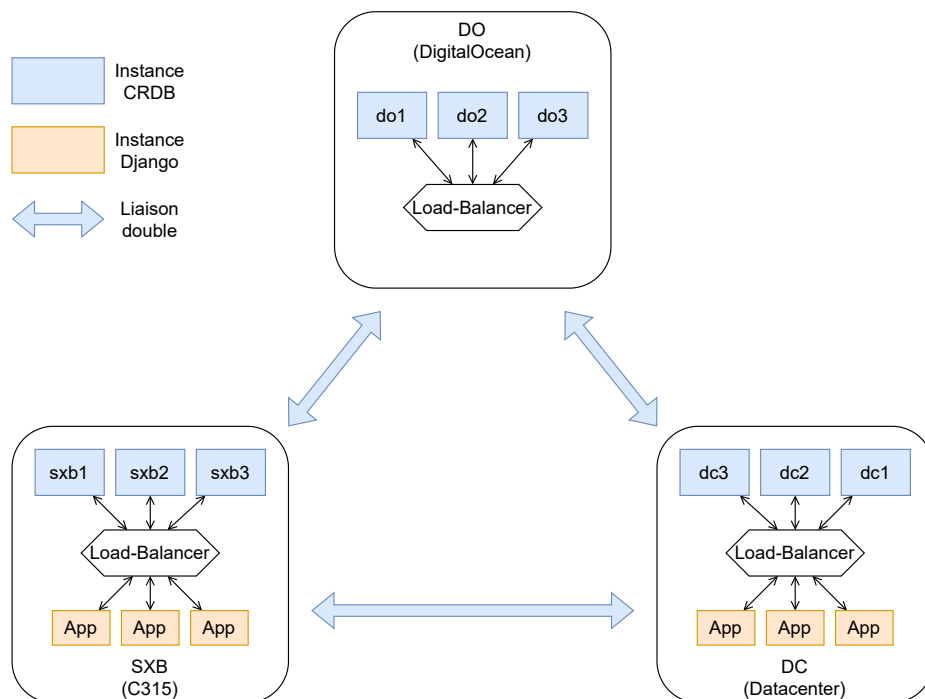 DO
(DigitalOcean)
Instance
CRDB
do1 do2 do3
Instance
Django
Load-Balancer
Liaison
double
sxb1 sxb2 sxb3
Load-Balancer
App App App
SXB
(C315)
dc3 dc2 dc1
Load-Balancer
App App App
DC
(Datacenter)